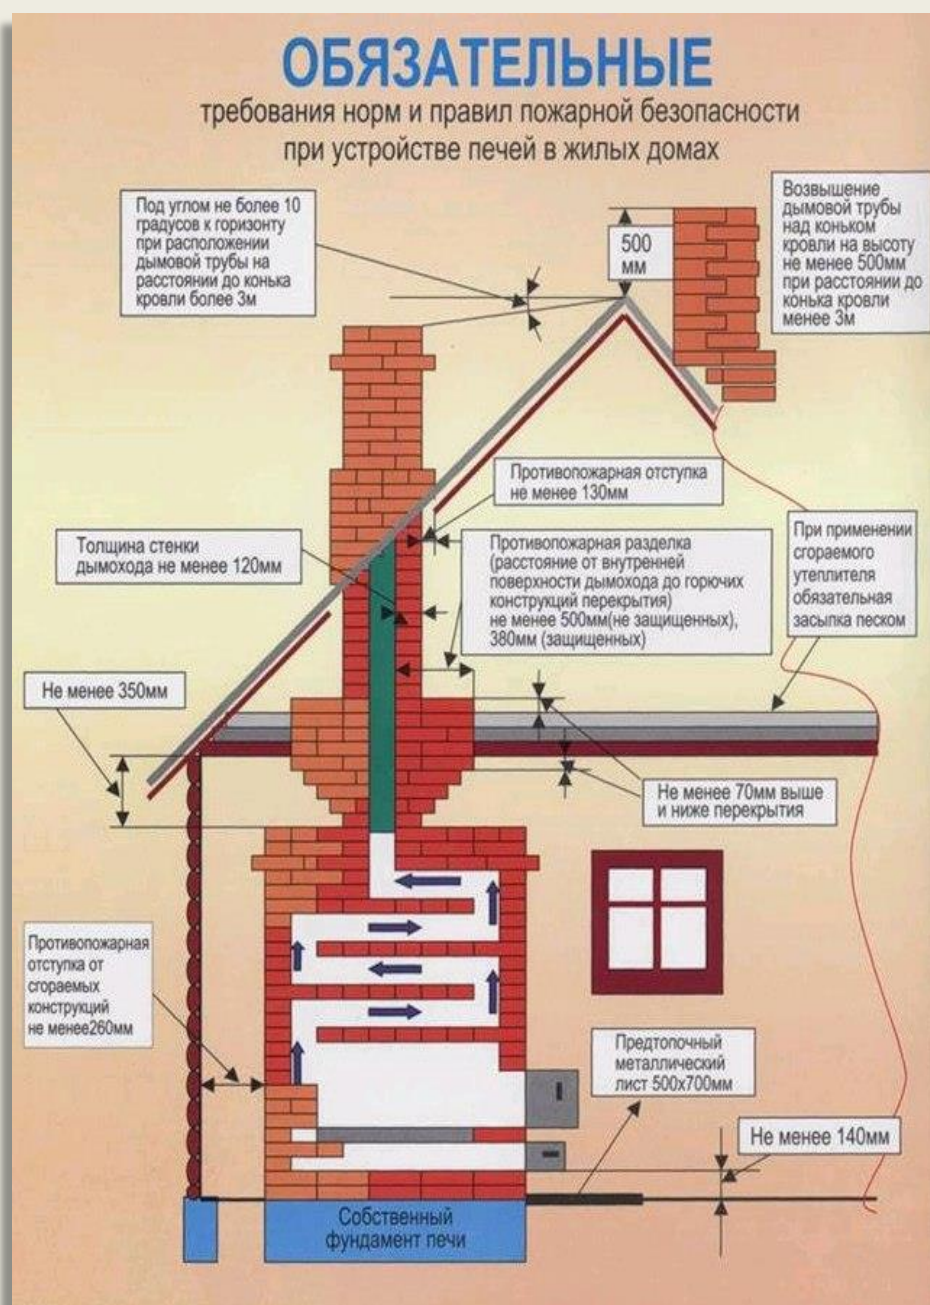 ОБЯЗАТЕЛЬНЫЕ
требования норм и правил пожарной безопасности
при устройстве печей в жилых домах
Под углом не более 10
градусов к горизонту
при расположении
дымовой трубы на
расстоянии до конька
кровли более 3м
500
мм
Возвышение
дымовой трубы
над коньком
кровли на высоту
не менее 500мм
при расстоянии до
конька кровли
менее 3м
Противопожарная отступка
не менее 130мм
Толщина стенки
дымохода не менее 120мм
Противопожарная разделка
(расстояние от внутренней
поверхности дымохода до горючих
конструкций перекрытия)
не менее 500мм(не защищенных),
380мм (защищенных)
При применении
сгораемого
утеплителя
обязательная
засыпка песком
Не менее 350мм
Не менее 70мм выше
и ниже перекрытия
Противопожарная
отступка от
сгораемых
конструкций
не менее260мм
Предтопочный
металлический
лист 500х700мм
Не менее 140мм
Собственный
фундамент печи